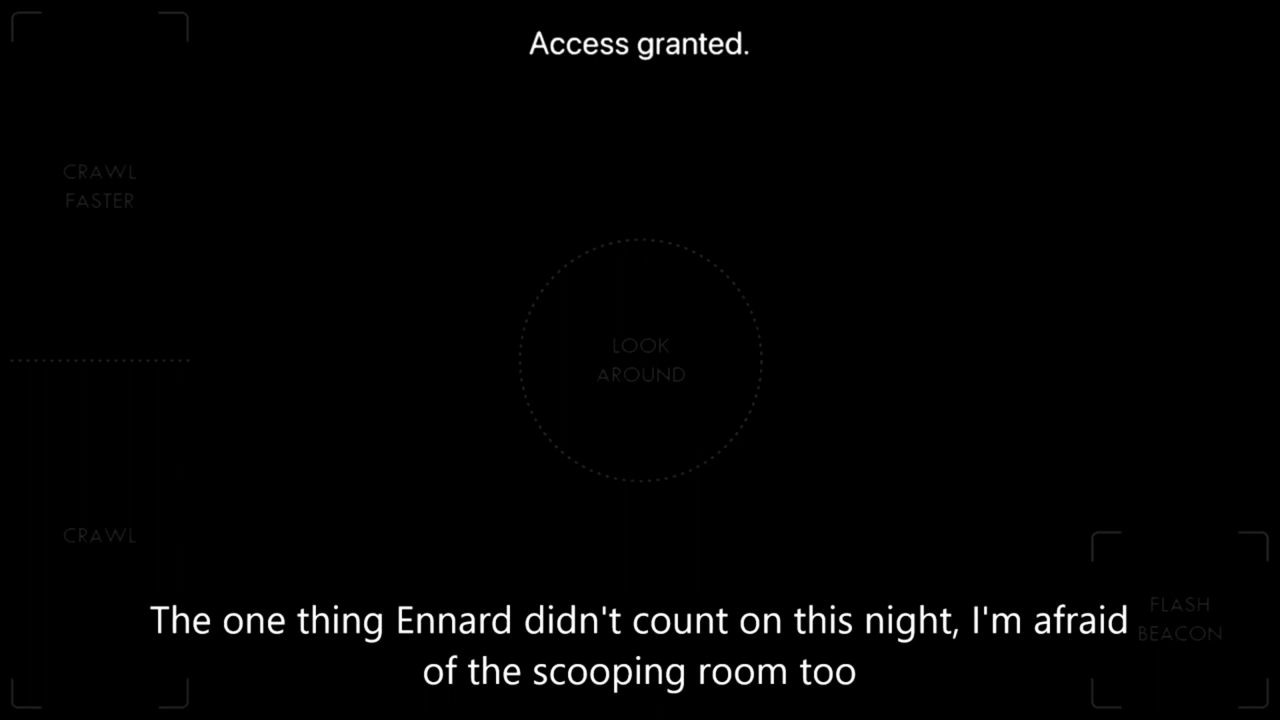 Access granted.
CRAWL
FASTER
LOOK
AROUND
CRAWL
FLASH
BEACON
The one thing Ennard didn't count on this night, I'm afraid
of the scooping room too